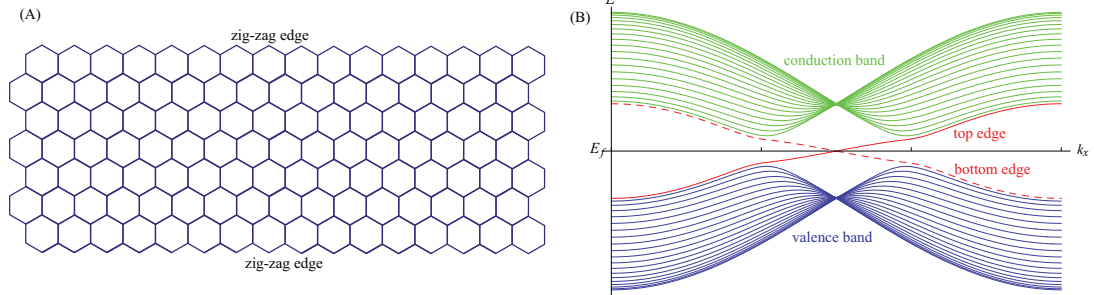 (A)
zig-zag edge
zig-zag edge
(B)
E
conduction band
top edge
E_f
k_x
bottom edge
valence band